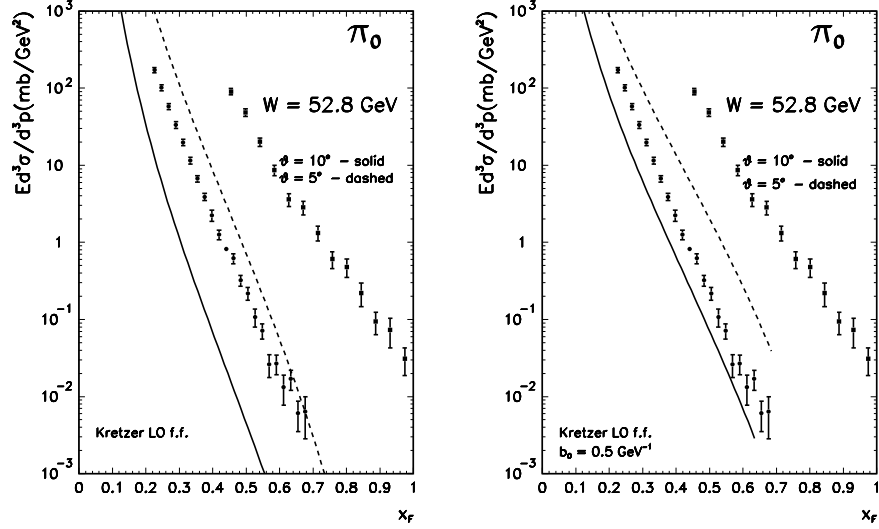 π₀
W = 52.8 GeV
ϑ = 10° – solid
ϑ = 5° – dashed
Kretzer LO f.f.
Ed³σ/d³p(mb/GeV²)
10³
10²
10
1
10⁻¹
10⁻²
10⁻³
0 0.1 0.2 0.3 0.4 0.5 0.6 0.7 0.8 0.9 1
x_F
π₀
W = 52.8 GeV
ϑ = 10° – solid
ϑ = 5° – dashed
Kretzer LO f.f.
b₀ = 0.5 GeV⁻¹
Ed³σ/d³p(mb/GeV²)
10³
10²
10
1
10⁻¹
10⁻²
10⁻³
0 0.1 0.2 0.3 0.4 0.5 0.6 0.7 0.8 0.9 1
x_F